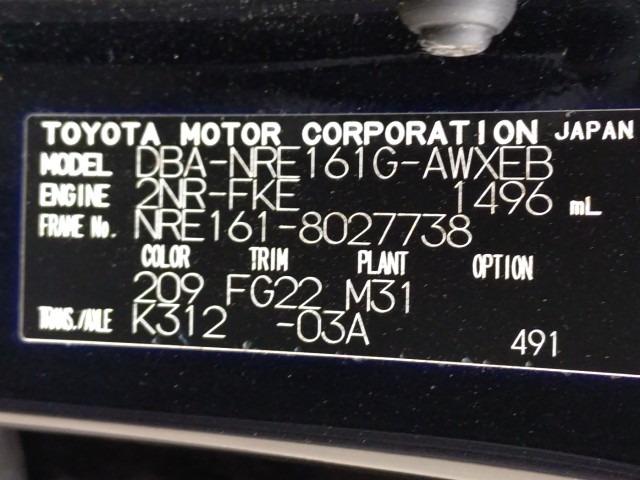 TOYOTA MOTOR CORPORATION JAPAN
MODEL DBA-NRE161G-AWXEB
ENGINE 2NR-FKE 1496 mL
FRAME No. NRE161-8027738
COLOR TRIM PLANT OPTION
209 FG22 M31
TRANS./AXLE K312 -03A
491